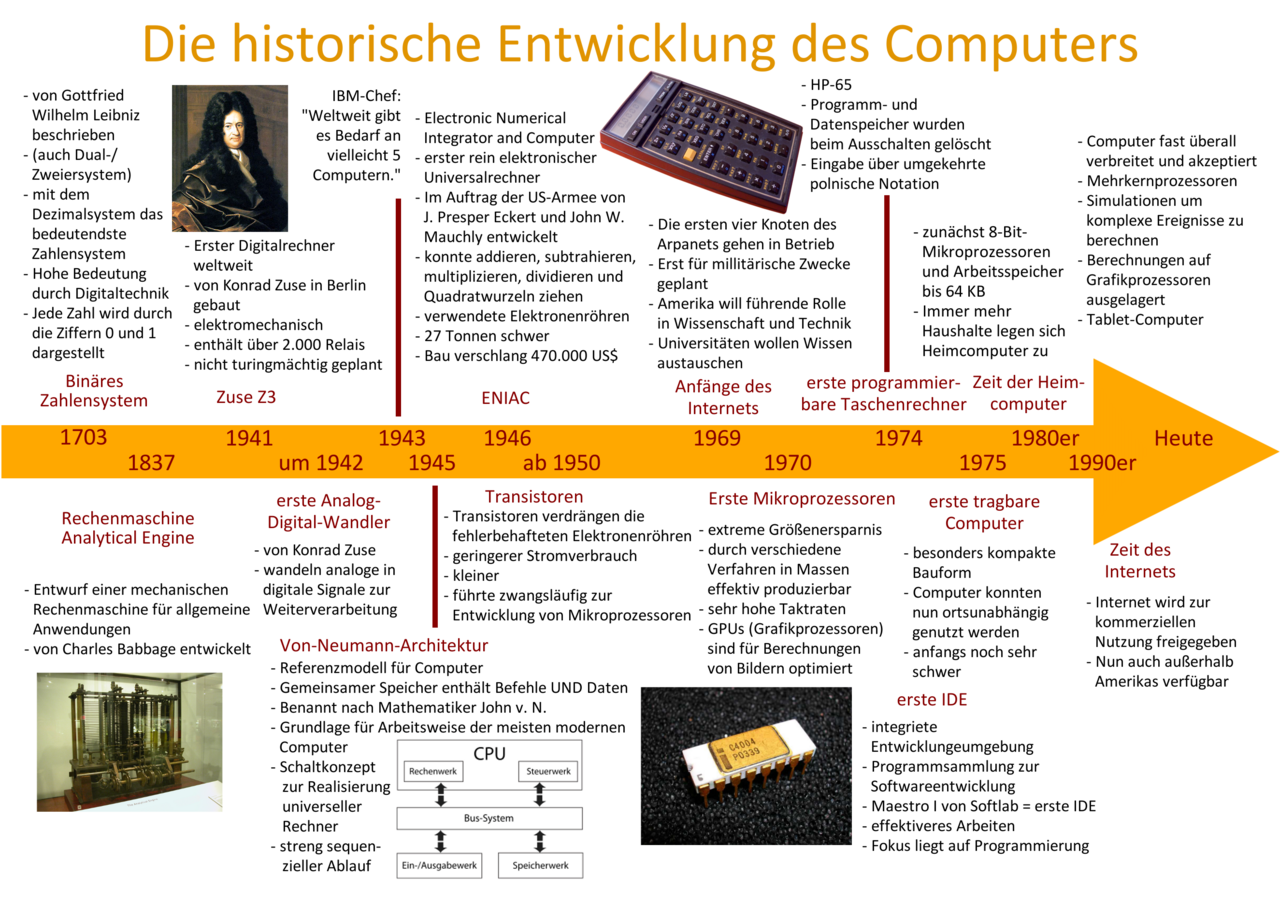 Die historische Entwicklung des Computers
- von Gottfried
Wilhelm Leibniz
beschrieben
- (auch Dual-/
Zweiersystem)
- mit dem
Dezimalsystem das
bedeutendste
Zahlensystem
- Hohe Bedeutung
durch Digitaltechnik
- Jede Zahl wird durch
die Ziffern 0 und 1
dargestellt
Binäres
Zahlensystem
- Erster Digitalrechner
weltweit
- von Konrad Zuse in Berlin
gebaut
- elektromechanisch
- enthält über 2.000 Relais
- nicht turingmächtig geplant
Zuse Z3
IBM-Chef:
"Weltweit gibt
es Bedarf an
vielleicht 5
Computern."
- Electronic Numerical
Integrator and Computer
- erster rein elektronischer
Universalrechner
- Im Auftrag der US-Armee von
J. Presper Eckert und John W.
Mauchly entwickelt
- konnte addieren, subtrahieren,
multiplizieren, dividieren und
Quadratwurzeln ziehen
- verwendete Elektronenröhren
- 27 Tonnen schwer
- Bau verschlang 470.000 US$
ENIAC
- Die ersten vier Knoten des
Arpanets gehen in Betrieb
- Erst für millitärische Zwecke
geplant
- Amerika will führende Rolle
in Wissenschaft und Technik
- Universitäten wollen Wissen
austauschen
Anfänge des
Internets
- HP-65
- Programm- und
Datenspeicher wurden
beim Ausschalten gelöscht
- Eingabe über umgekehrte
polnische Notation
erste programmier-
bare Taschenrechner
- zunächst 8-Bit-
Mikroprozessoren
und Arbeitsspeicher
bis 64 KB
- Immer mehr
Haushalte legen sich
Heimcomputer zu
Zeit der Heim-
computer
- Computer fast überall
verbreitet und akzeptiert
- Mehrkernprozessoren
- Simulationen um
komplexe Ereignisse zu
berechnen
- Berechnungen auf
Grafikprozessoren
ausgelagert
- Tablet-Computer
1703 1941 1943 1946 1969 1974 1980er Heute
1837 um 1942 1945 ab 1950 1970 1975 1990er
Rechenmaschine
Analytical Engine
- Entwurf einer mechanischen
Rechenmaschine für allgemeine
Anwendungen
- von Charles Babbage entwickelt
erste Analog-
Digital-Wandler
- von Konrad Zuse
- wandeln analoge in
digitale Signale zur
Weiterverarbeitung
Von-Neumann-Architektur
- Referenzmodell für Computer
- Gemeinsamer Speicher enthält Befehle UND Daten
- Benannt nach Mathematiker John v. N.
- Grundlage für Arbeitsweise der meisten modernen
Computer
- Schaltkonzept
zur Realisierung
universeller
Rechner
- streng sequen-
zieller Ablauf
CPU
Rechenwerk Steuerwerk
Bus-System
Ein-/Ausgabewerk Speicherwerk
Transistoren
- Transistoren verdrängen die
fehlerbehafteten Elektronenröhren
- geringerer Stromverbrauch
- kleiner
- führte zwangsläufig zur
Entwicklung von Mikroprozessoren
Erste Mikroprozessoren
- extreme Größenersparnis
- durch verschiedene
Verfahren in Massen
effektiv produzierbar
- sehr hohe Taktraten
- GPUs (Grafikprozessoren)
sind für Berechnungen
von Bildern optimiert
C4004
P0339
erste tragbare
Computer
- besonders kompakte
Bauform
- Computer konnten
nun ortsunabhängig
genutzt werden
- anfangs noch sehr
schwer
erste IDE
- integriete
Entwicklungeumgebung
- Programmsammlung zur
Softwareentwicklung
- Maestro I von Softlab = erste IDE
- effektiveres Arbeiten
- Fokus liegt auf Programmierung
Zeit des
Internets
- Internet wird zur
kommerziellen
Nutzung freigegeben
- Nun auch außerhalb
Amerikas verfügbar